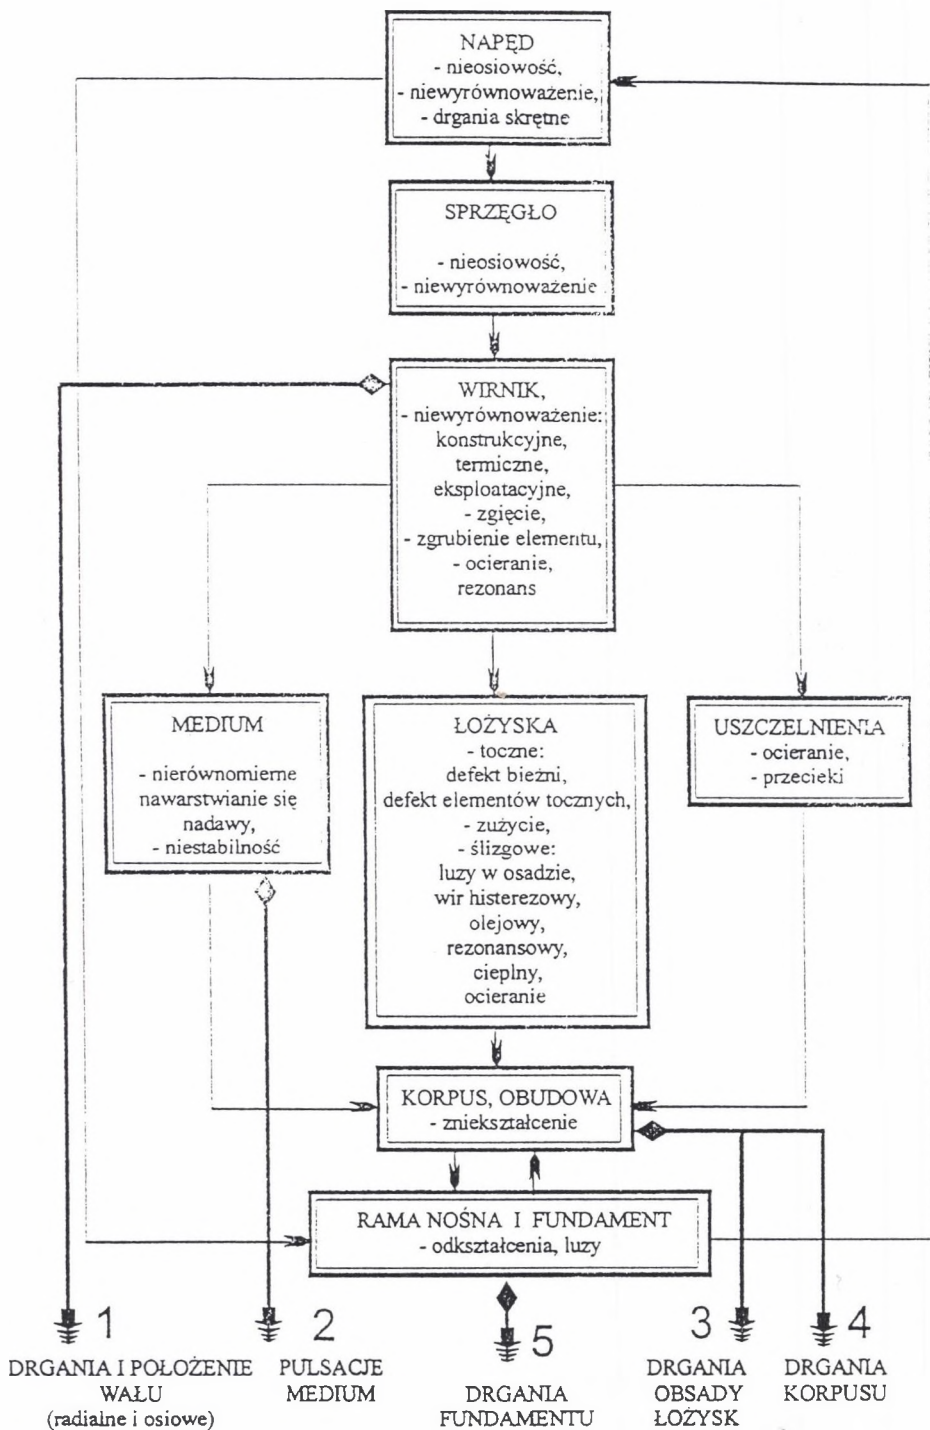 NAPĘD
- nieosiowość,
- niewyrównoważenie,
- drgania skrętne
SPRZĘGŁO
- nieosiowość,
- niewyrównoważenie
WIRNIK,
- niewyrównoważenie:
konstrukcyjne,
termiczne,
eksploatacyjne,
- zgięcie,
- zgrubienie elementu,
- ocieranie,
rezonans
MEDIUM
- nierównomierne
nawarstwianie się
nadawy,
- niestabilność
ŁOŻYSKA
- toczne:
defekt bieżni,
defekt elementów tocznych,
- zużycie,
- ślizgowe:
luzy w osadzie,
wir histerezowy,
olejowy,
rezonansowy,
cieplny,
ocieranie
USZCZELNIENIA
- ocieranie,
- przecieki
KORPUS, OBUDOWA
- zniekształcenie
RAMA NOŚNA I FUNDAMENT
- odkształcenia, luzy
1
DRGANIA I POŁOŻENIE
WAŁU
(radialne i osiowe)
2
PULSACJE
MEDIUM
5
DRGANIA
FUNDAMENTU
3
DRGANIA
OBSADY
ŁOŻYSK
4
DRGANIA
KORPUSU